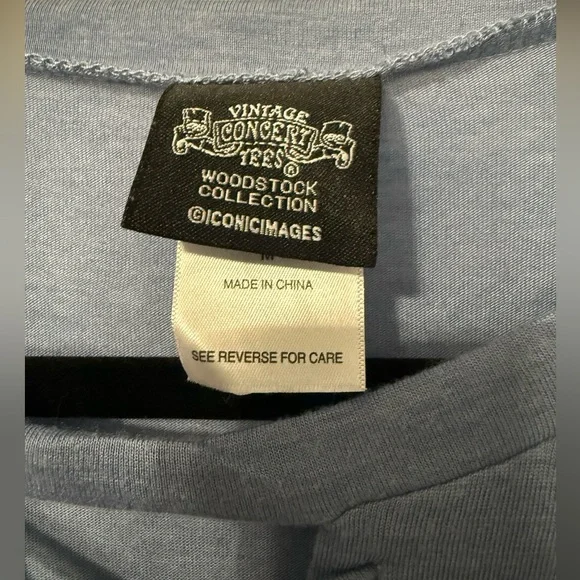 VINTAGE
CONCERT
TEES®
WOODSTOCK
COLLECTION
©ICONICIMAGES
M
MADE IN CHINA
SEE REVERSE FOR CARE